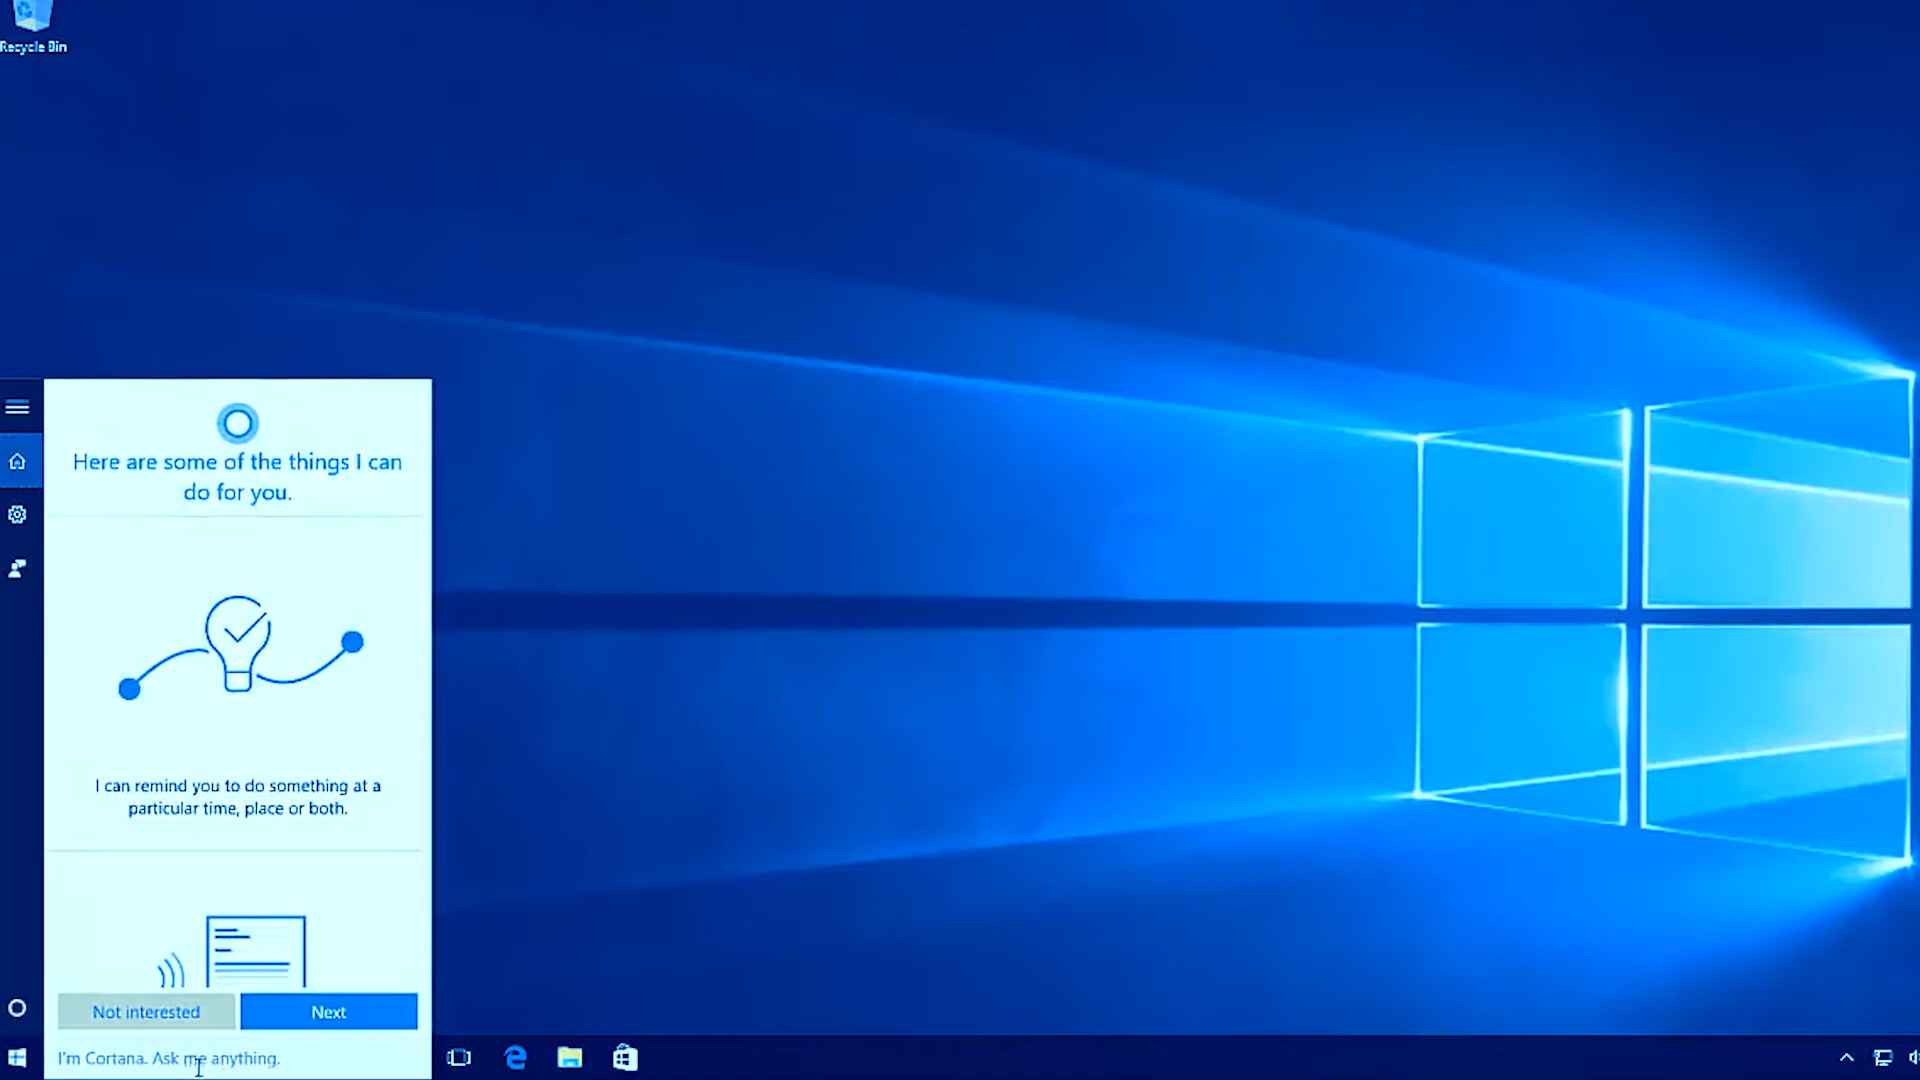 Recycle Bin
Here are some of the things I can
do for you.
I can remind you to do something at a
particular time, place or both.
Not interested
Next
I'm Cortana. Ask me anything.